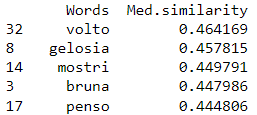 Words Med.similarity
32 volto 0.464169
8 gelosia 0.457815
14 mostri 0.449791
3 bruna 0.447986
17 penso 0.444806